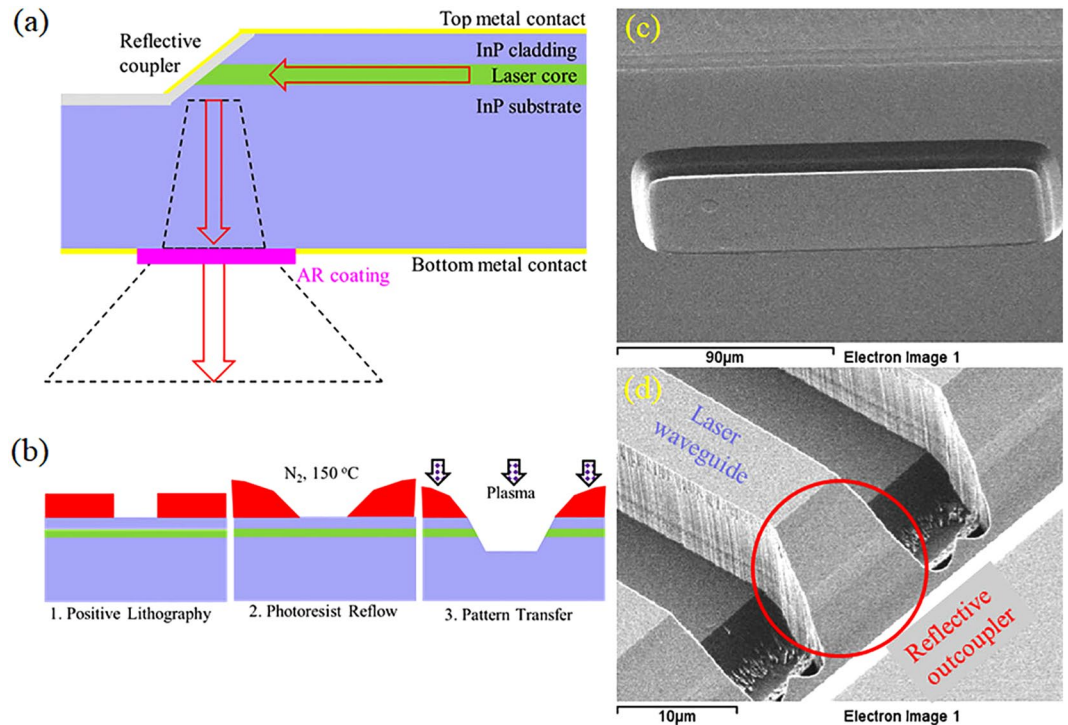 (a)
Top metal contact
Reflective
coupler
InP cladding
Laser core
InP substrate
Bottom metal contact
AR coating
(b)
N₂, 150 °C
Plasma
1. Positive Lithography
2. Photoresist Reflow
3. Pattern Transfer
(c)
90µm
Electron Image 1
(d)
Laser
waveguide
Reflective
outcoupler
10µm
Electron Image 1